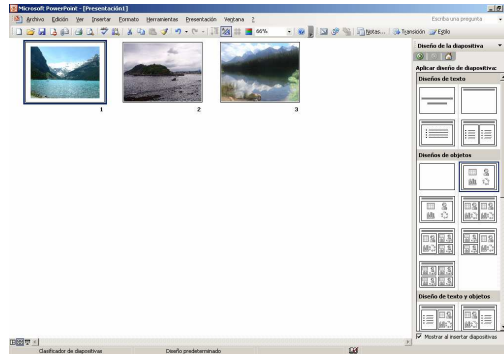 Microsoft PowerPoint - [Presentación1]
Archivo Edición Ver Insertar Formato Herramientas Presentación Ventana ? Escriba una pregunta
66% Notas... Transición Estilo
Diseño de la diapositiva
Aplicar diseño de diapositiva:
Diseños de texto
1 2 3
Diseños de objetos
Diseño de texto y objetos
Mostrar al insertar diapositivas
Clasificador de diapositivas Diseño predeterminado